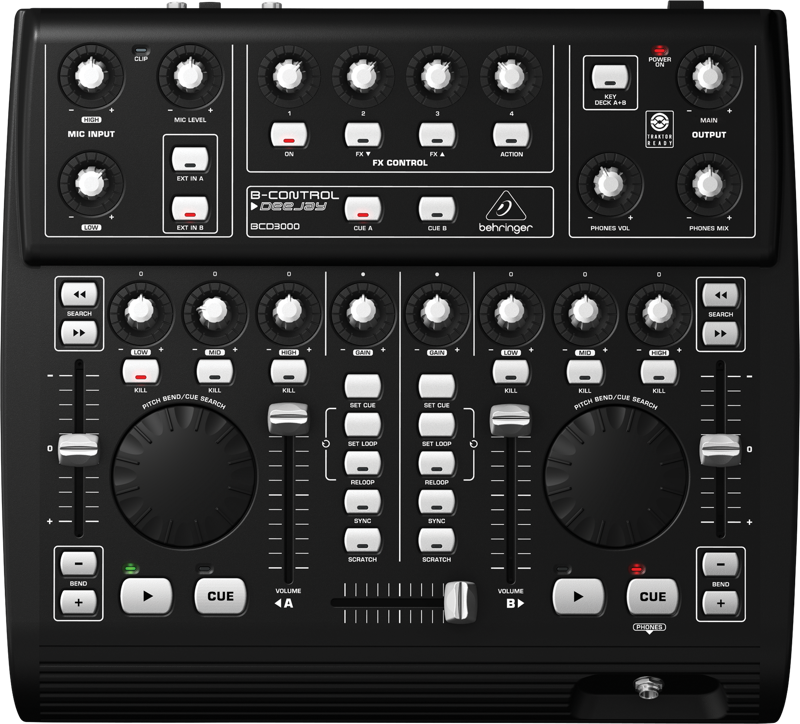 CLIP
POWER
ON
HIGH
MIC LEVEL
MIC INPUT
1
2
3
4
KEY
DECK A+B
MAIN
OUTPUT
TRAKTOR
READY
ON
FX ▼
FX ▲
ACTION
FX CONTROL
EXT IN A
EXT IN B
LOW
B-CONTROL
DEEJAY
BCD3000
CUE A
CUE B
behringer
PHONES VOL
PHONES MIX
0
0
0
0
0
0
SEARCH
SEARCH
LOW
MID
HIGH
GAIN
GAIN
LOW
MID
HIGH
KILL
KILL
KILL
KILL
KILL
KILL
PITCH BEND/CUE SEARCH
PITCH BEND/CUE SEARCH
SET CUE
SET CUE
SET LOOP
SET LOOP
0
0
RELOOP
RELOOP
SYNC
SYNC
SCRATCH
SCRATCH
BEND
BEND
CUE
CUE
VOLUME
◀A
VOLUME
B▶
PHONES